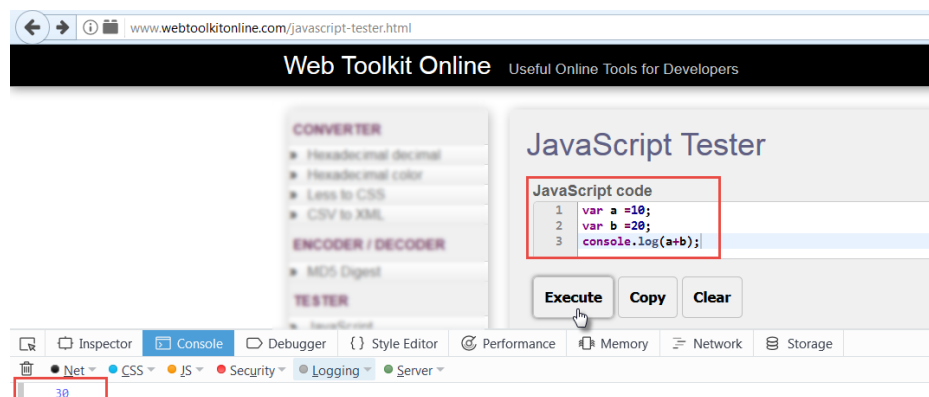 www.webtoolkitonline.com/javascript-tester.html
Web Toolkit Online Useful Online Tools for Developers
CONVERTER
Hexadecimal decimal
Hexadecimal color
Less to CSS
CSV to XML
ENCODER / DECODER
MD5 Digest
TESTER
JavaScript
JavaScript Tester
JavaScript code
1 var a =10;
2 var b =20;
3 console.log(a+b);
Execute Copy Clear
Inspector Console Debugger { } Style Editor Performance Memory Network Storage
Net CSS JS Security Logging Server
30